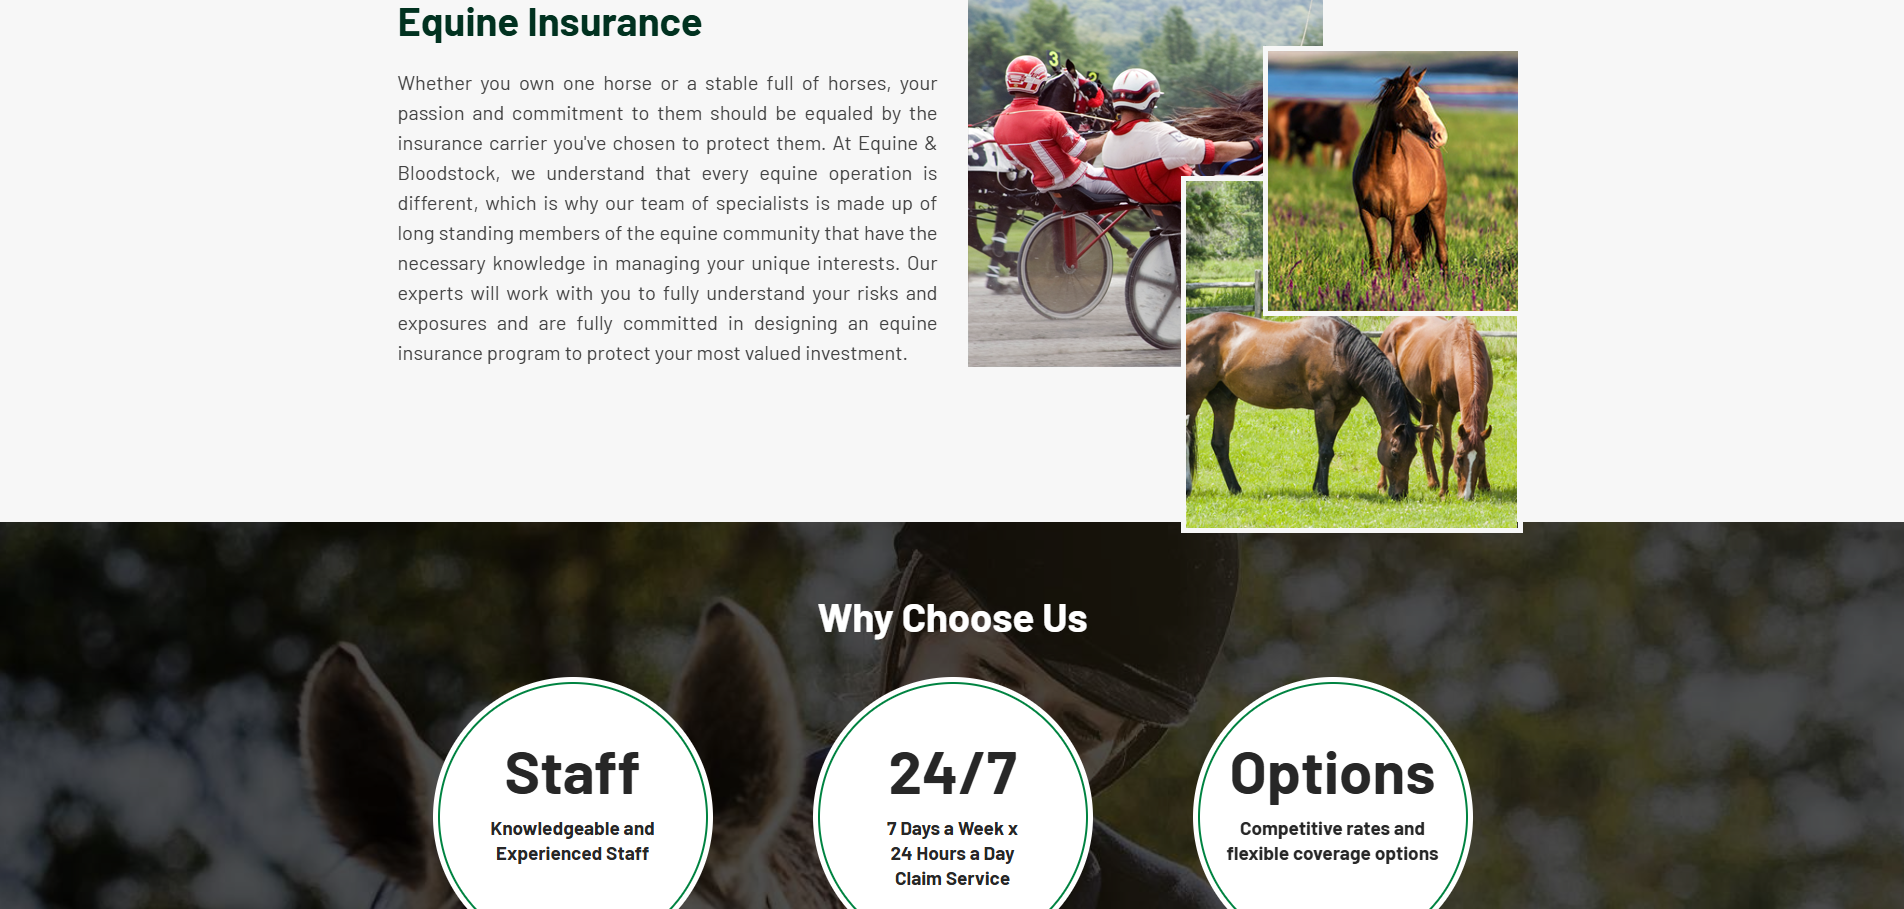 Equine Insurance
Whether you own one horse or a stable full of horses, your
passion and commitment to them should be equaled by the
insurance carrier you've chosen to protect them. At Equine &
Bloodstock, we understand that every equine operation is
different, which is why our team of specialists is made up of
long standing members of the equine community that have the
necessary knowledge in managing your unique interests. Our
experts will work with you to fully understand your risks and
exposures and are fully committed in designing an equine
insurance program to protect your most valued investment.
3
2
Why Choose Us
Staff
Knowledgeable and
Experienced Staff
24/7
7 Days a Week x
24 Hours a Day
Claim Service
Options
Competitive rates and
flexible coverage options